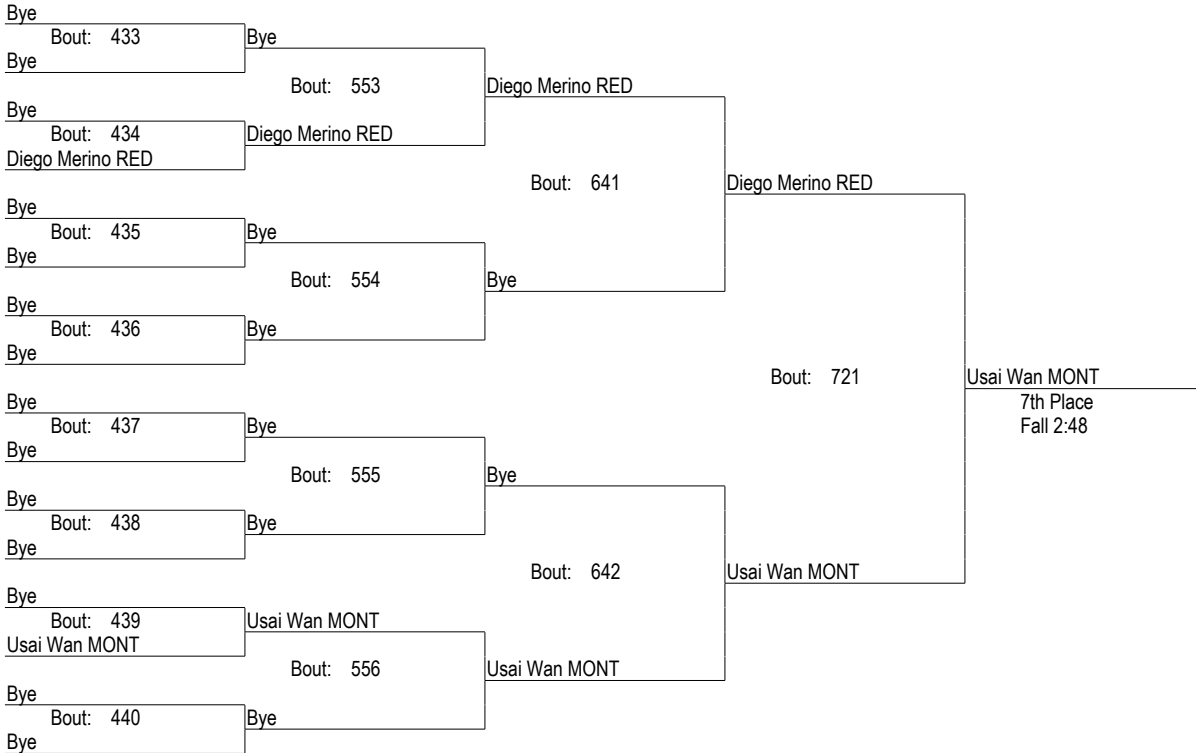 Bye
Bout: 433
Bye
Bye
Bout: 553
Diego Merino RED
Bye
Bout: 434
Diego Merino RED
Diego Merino RED
Bout: 641
Diego Merino RED
Bye
Bout: 435
Bye
Bye
Bout: 554
Bye
Bye
Bout: 436
Bye
Bye
Bout: 721
Usai Wan MONT
7th Place
Fall 2:48
Bye
Bout: 437
Bye
Bye
Bout: 555
Bye
Bye
Bout: 438
Bye
Bye
Bout: 642
Usai Wan MONT
Bye
Bout: 439
Usai Wan MONT
Usai Wan MONT
Bout: 556
Usai Wan MONT
Bye
Bout: 440
Bye
Bye